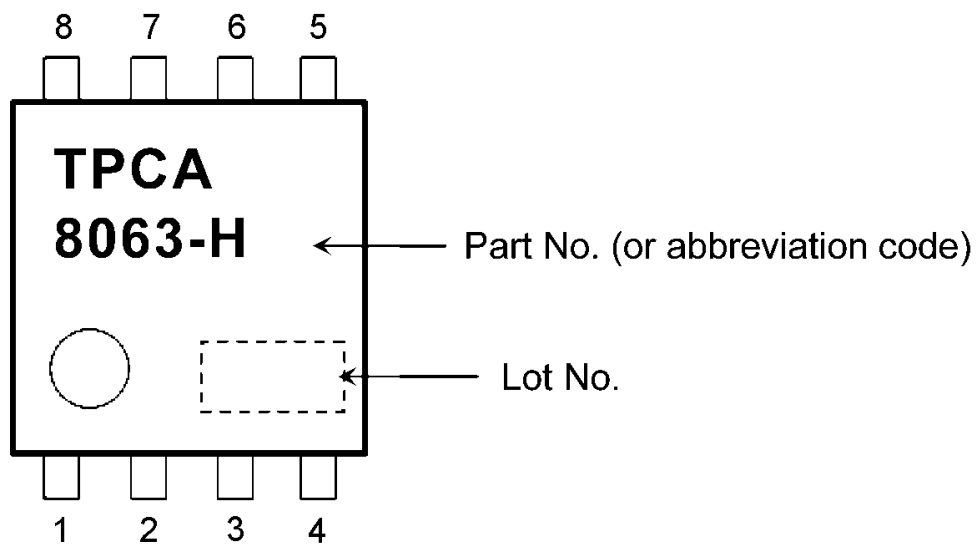 8 7 6 5
TPCA
8063-H
Part No. (or abbreviation code)
Lot No.
1 2 3 4